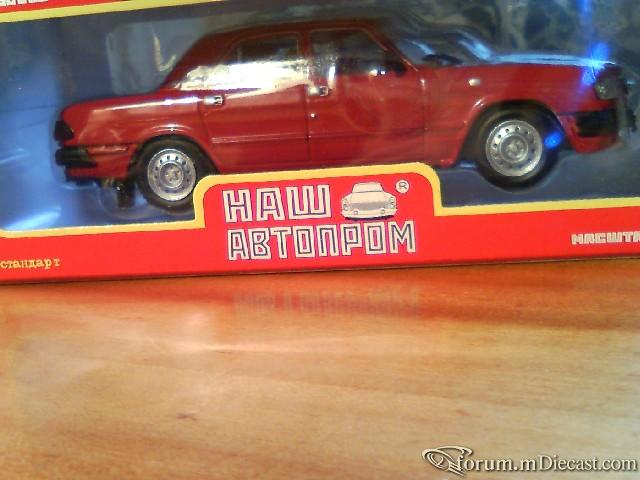 НАШ ®
АВТОПРОМ
стандарт
МАСШТА
forum.mDiecast.com